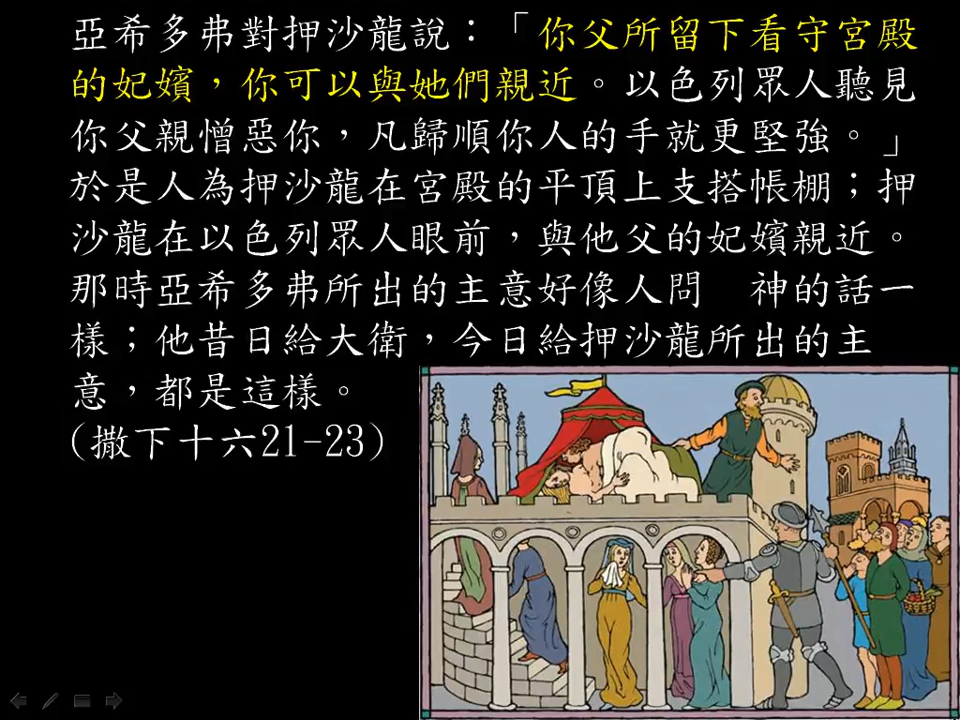 亞希多弗對押沙龍說：「你父所留下看守宮殿
的妃嬪，你可以與她們親近。以色列眾人聽見
你父親憎惡你，凡歸順你人的手就更堅強。」
於是人為押沙龍在宮殿的平頂上支搭帳棚；押
沙龍在以色列眾人眼前，與他父的妃嬪親近。
那時亞希多弗所出的主意好像人問　神的話一
樣；他昔日給大衛，今日給押沙龍所出的主
意，都是這樣。
(撒下十六21-23)